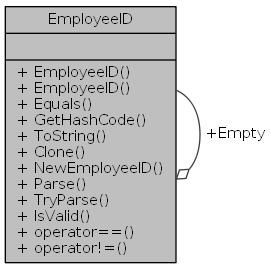 EmployeeID
+ EmployeeID()
+ EmployeeID()
+ Equals()
+ GetHashCode()
+ ToString()
+ Clone()
+ NewEmployeeID()
+ Parse()
+ TryParse()
+ IsValid()
+ operator==()
+ operator!=()
+Empty